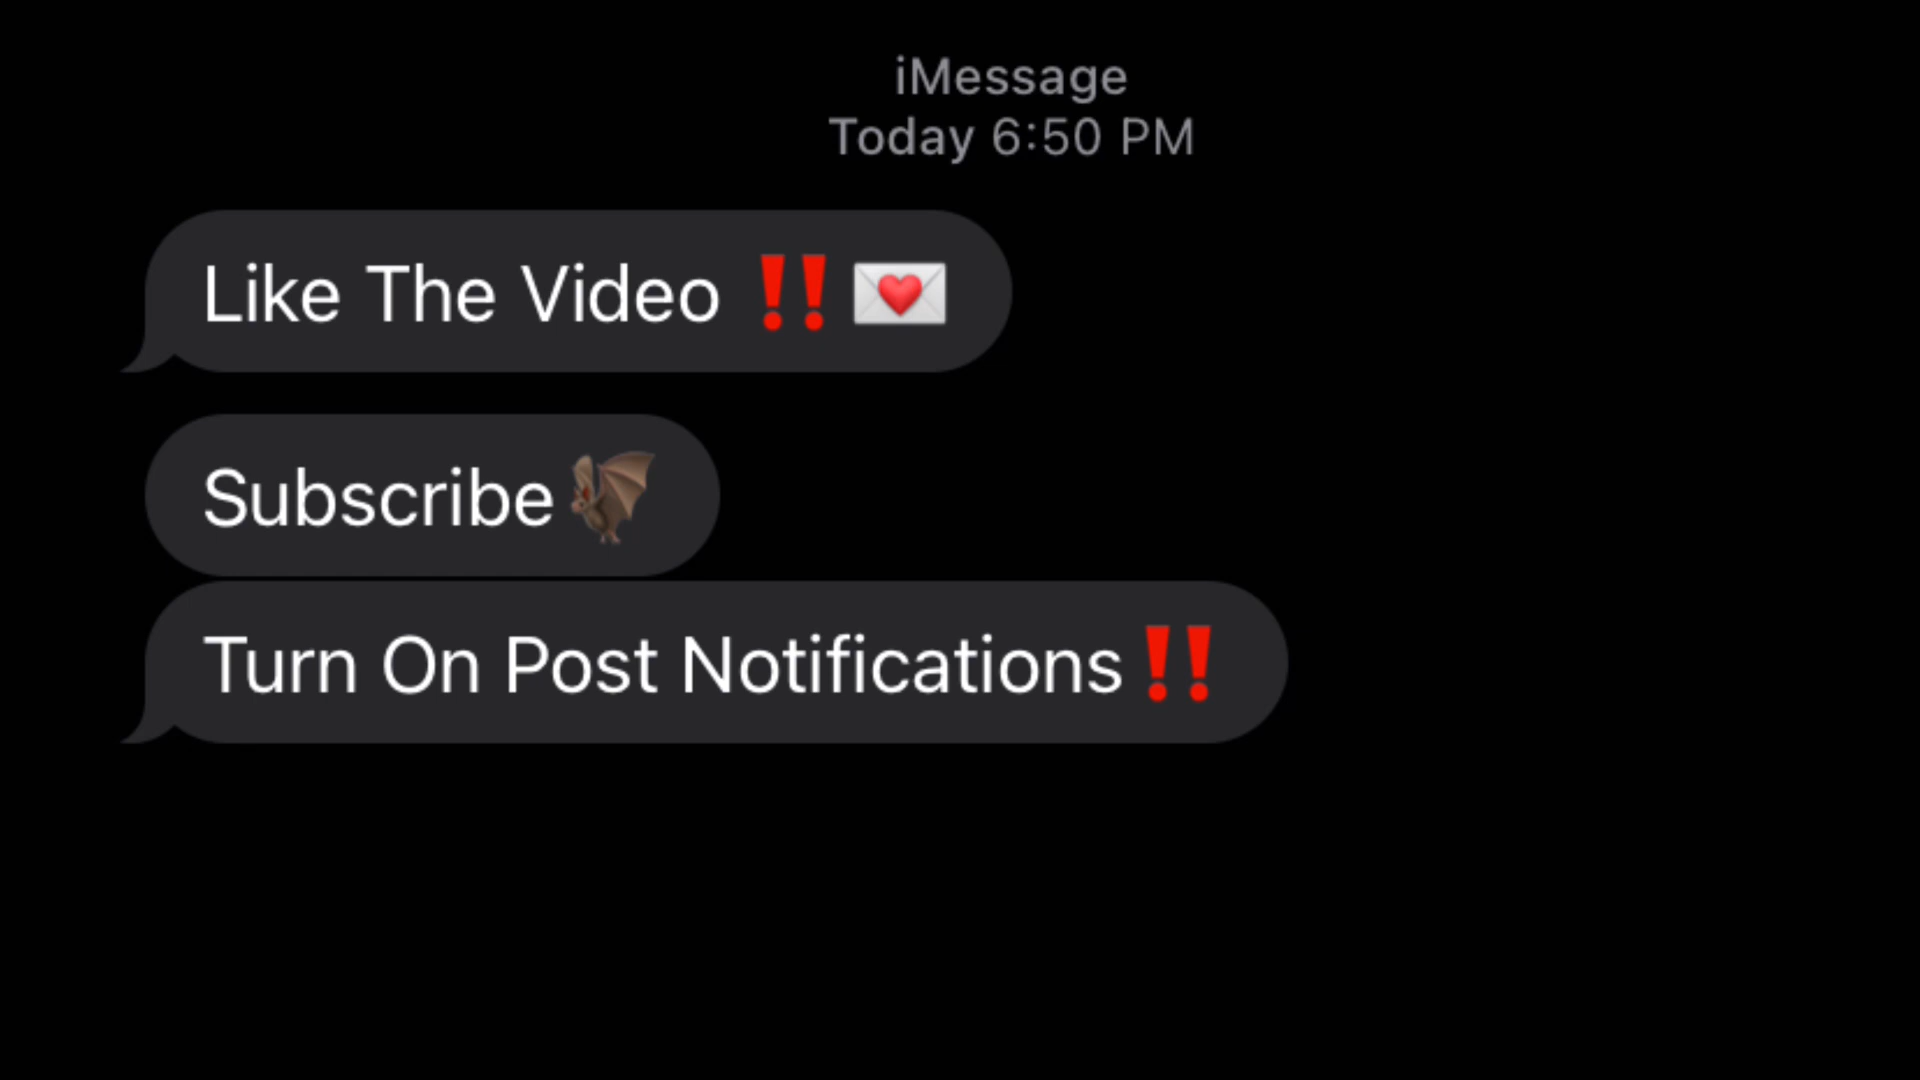 iMessage
Today 6:50 PM
Like The Video ‼️💌
Subscribe🦇
Turn On Post Notifications‼️